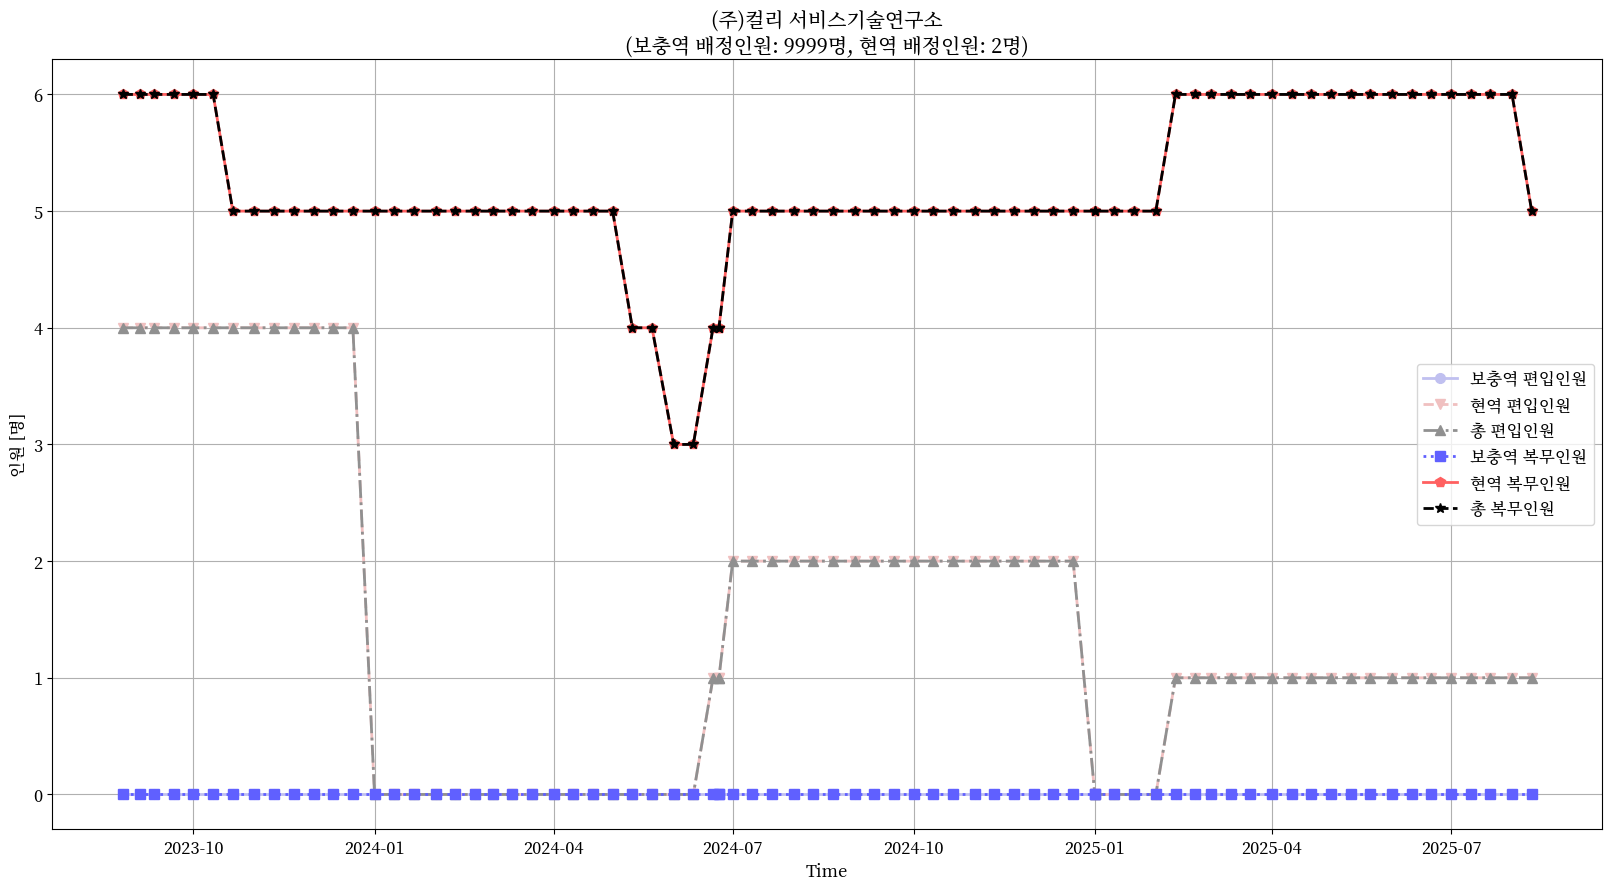 (주)컬리 서비스기술연구소
(보충역 배정인원: 9999명, 현역 배정인원: 2명)
인원 [명]
6
5
4
3
2
1
0
보충역 편입인원
현역 편입인원
총 편입인원
보충역 복무인원
현역 복무인원
총 복무인원
2023-10
2024-01
2024-04
2024-07
2024-10
2025-01
2025-04
2025-07
Time